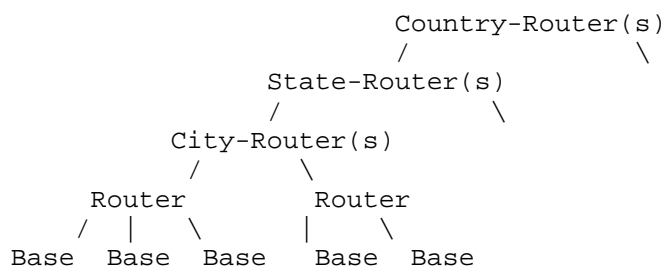 Country-Router(s)
State-Router(s)
City-Router(s)
Router Router
Base Base Base Base Base